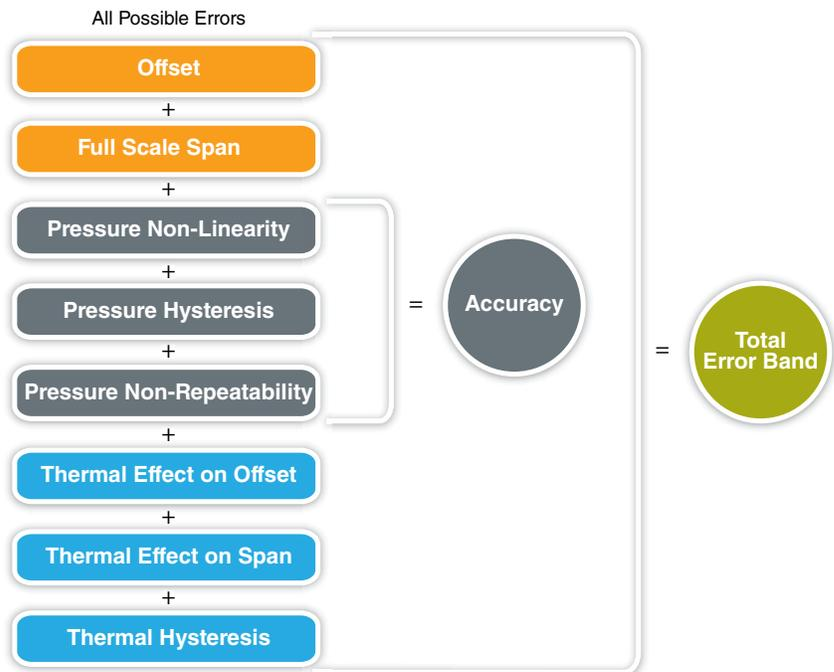 All Possible Errors
Offset
+
Full Scale Span
+
Pressure Non-Linearity
+
Pressure Hysteresis
+
Pressure Non-Repeatability
+
Thermal Effect on Offset
+
Thermal Effect on Span
+
Thermal Hysteresis
=
Accuracy
=
Total
Error Band